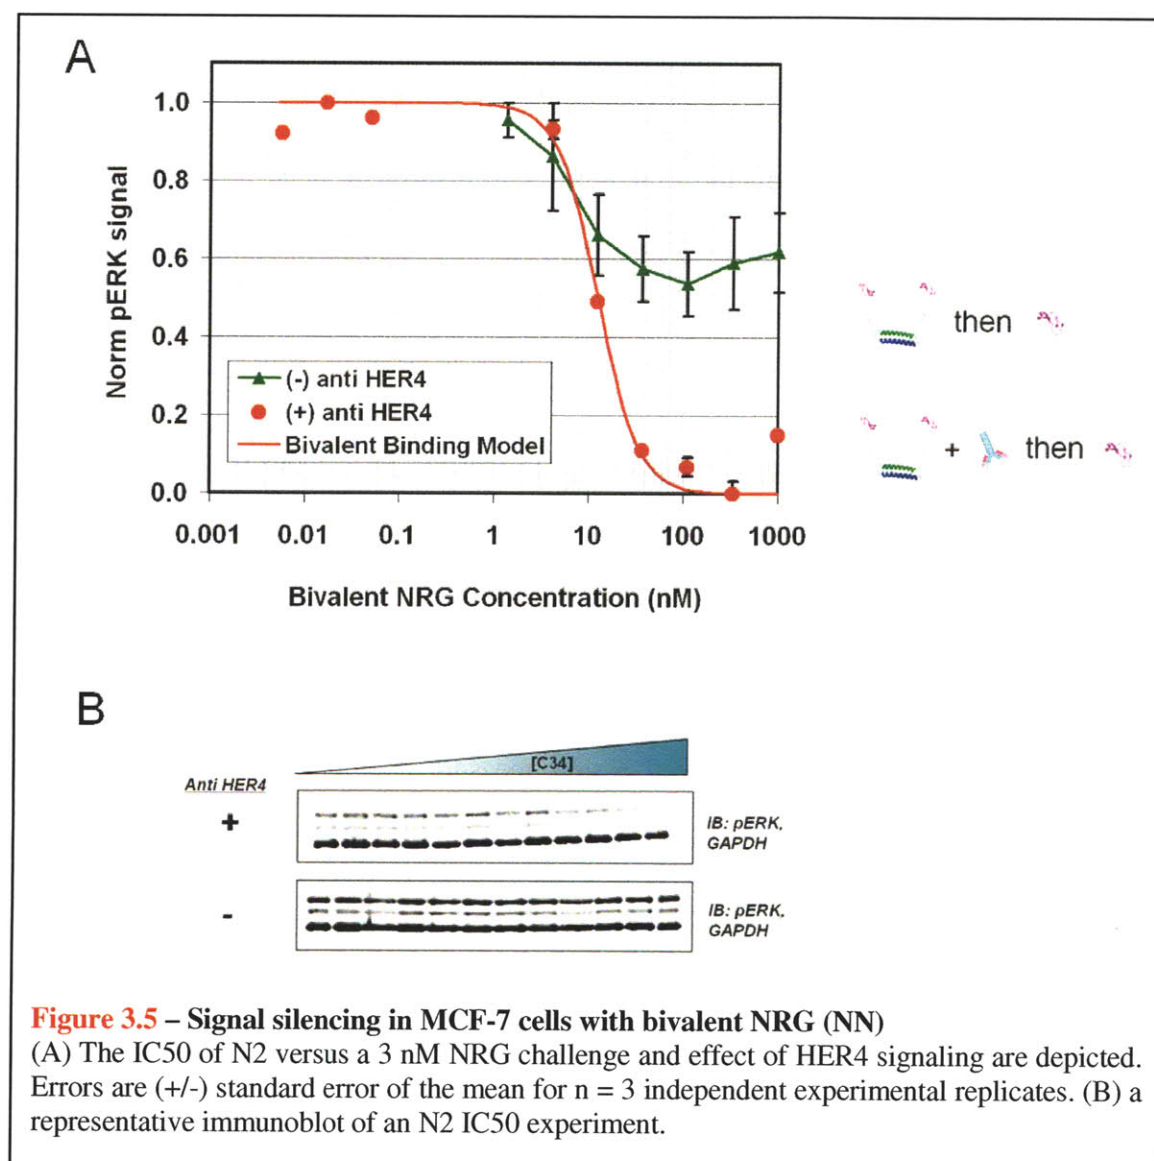 A
Norm pERK signal
1.0
0.8
0.6
0.4
0.2
0.0
(-) anti HER4
(+) anti HER4
Bivalent Binding Model
0.001 0.01 0.1 1 10 100 1000
Bivalent NRG Concentration (nM)
then
+ then
B
[C34]
Anti HER4
+
IB: pERK,
GAPDH
-
IB: pERK,
GAPDH
Figure 3.5 – Signal silencing in MCF-7 cells with bivalent NRG (NN)
(A) The IC50 of N2 versus a 3 nM NRG challenge and effect of HER4 signaling are depicted.
Errors are (+/-) standard error of the mean for n = 3 independent experimental replicates. (B) a
representative immunoblot of an N2 IC50 experiment.